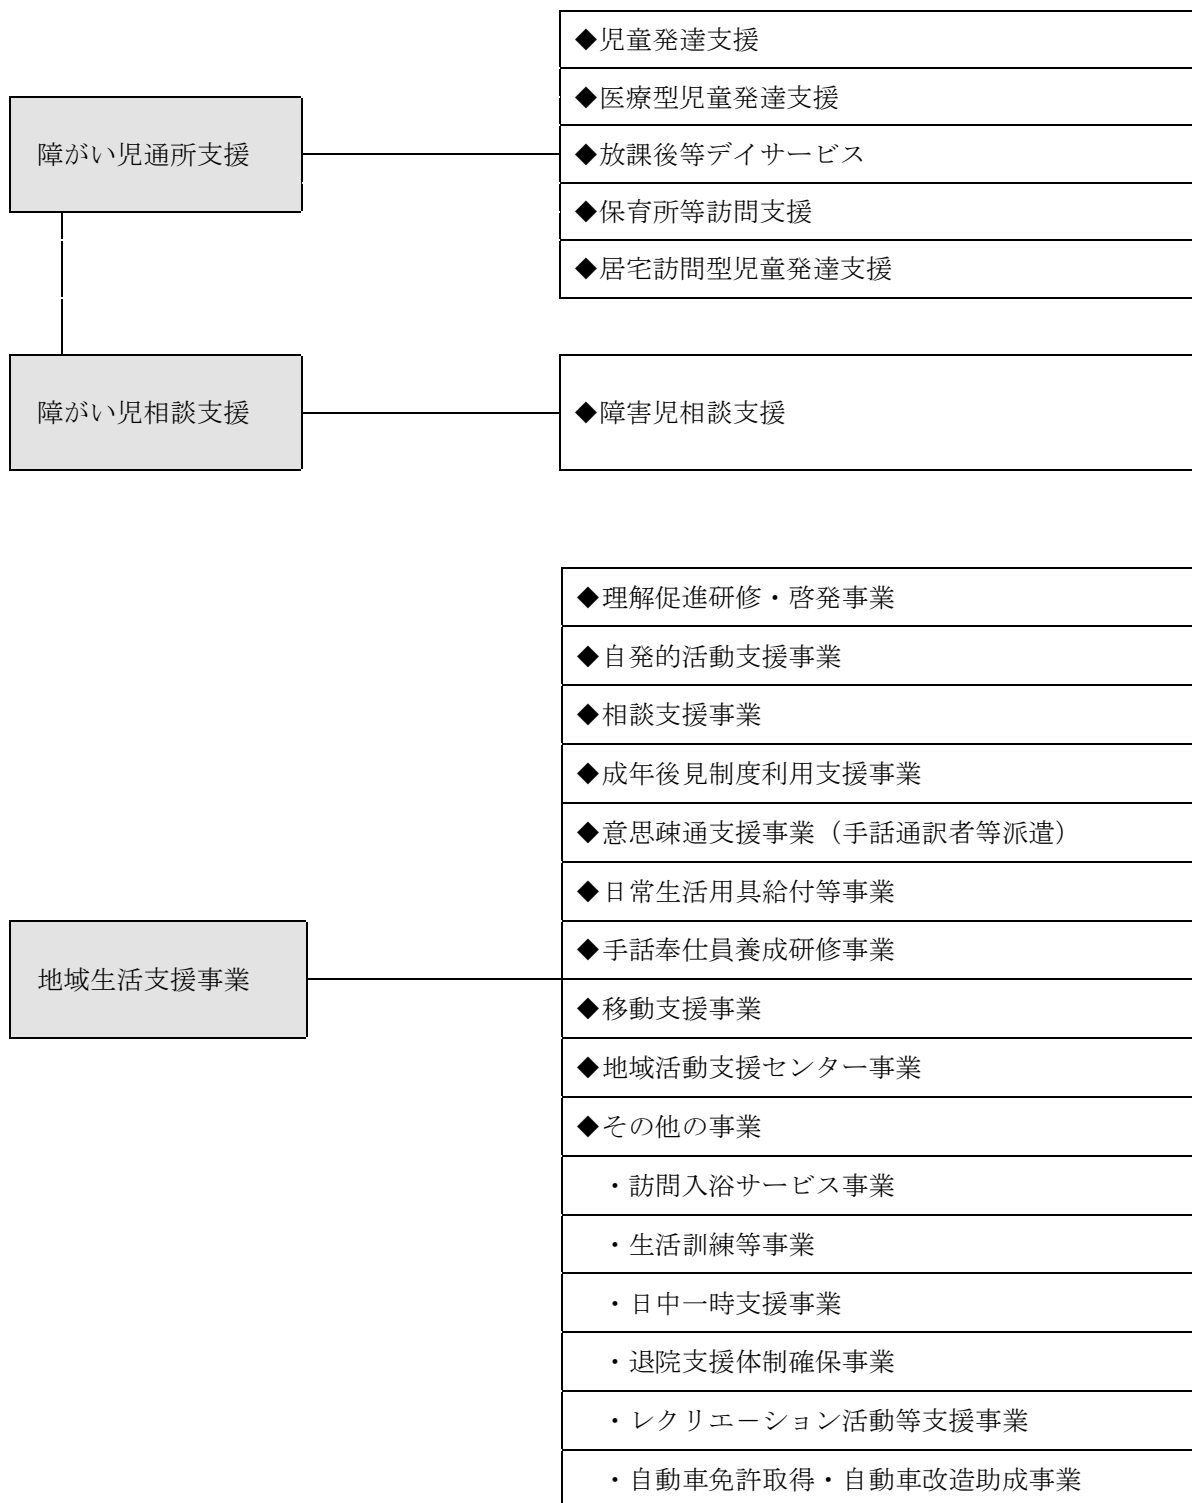 障がい児通所支援
◆児童発達支援
◆医療型児童発達支援
◆放課後等デイサービス
◆保育所等訪問支援
◆居宅訪問型児童発達支援
障がい児相談支援
◆障害児相談支援
地域生活支援事業
◆理解促進研修・啓発事業
◆自発的活動支援事業
◆相談支援事業
◆成年後見制度利用支援事業
◆意思疎通支援事業（手話通訳者等派遣）
◆日常生活用具給付等事業
◆手話奉仕員養成研修事業
◆移動支援事業
◆地域活動支援センター事業
◆その他の事業
・訪問入浴サービス事業
・生活訓練等事業
・日中一時支援事業
・退院支援体制確保事業
・レクリエ－ション活動等支援事業
・自動車免許取得・自動車改造助成事業